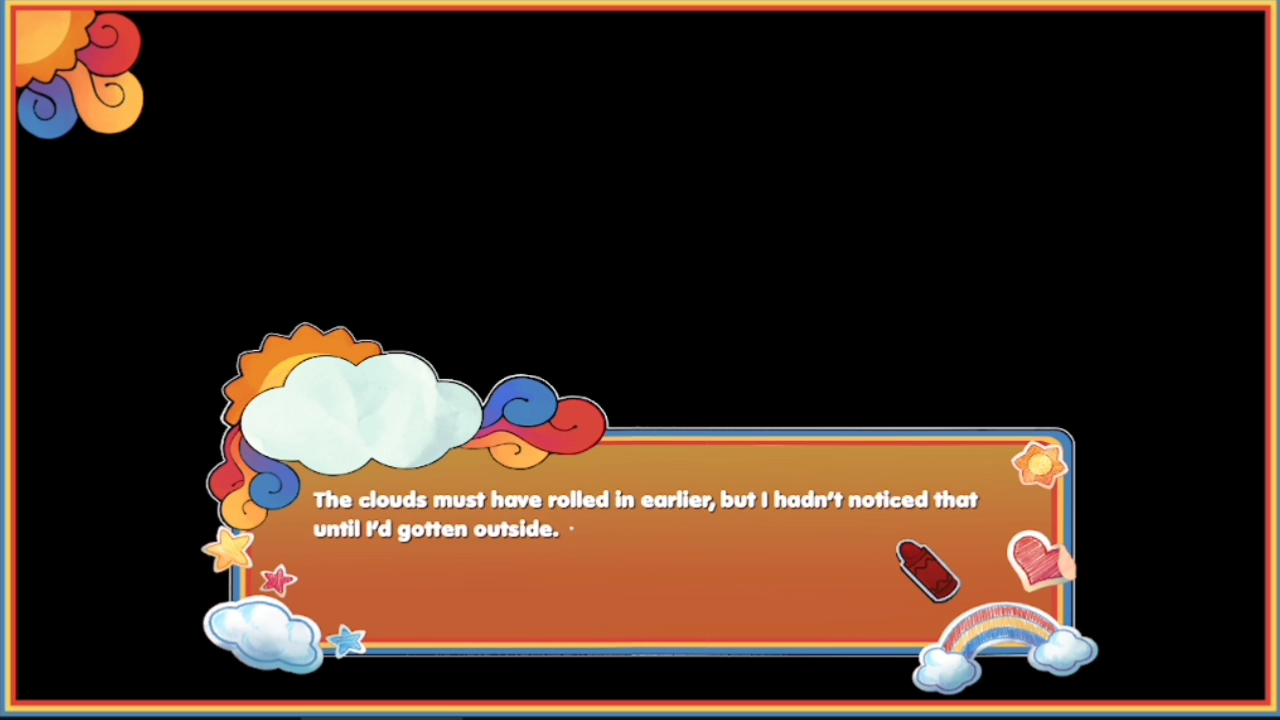 The clouds must have rolled in earlier, but I hadn't noticed that
until I'd gotten outside.